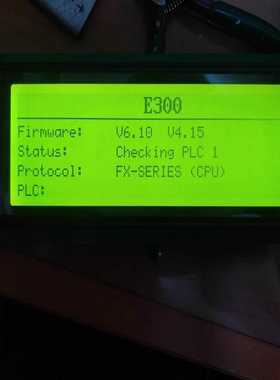 E300
Firmware: V6.10 V4.15
Status: Checking PLC 1
Protocol: FX-SERIES (CPU)
PLC: